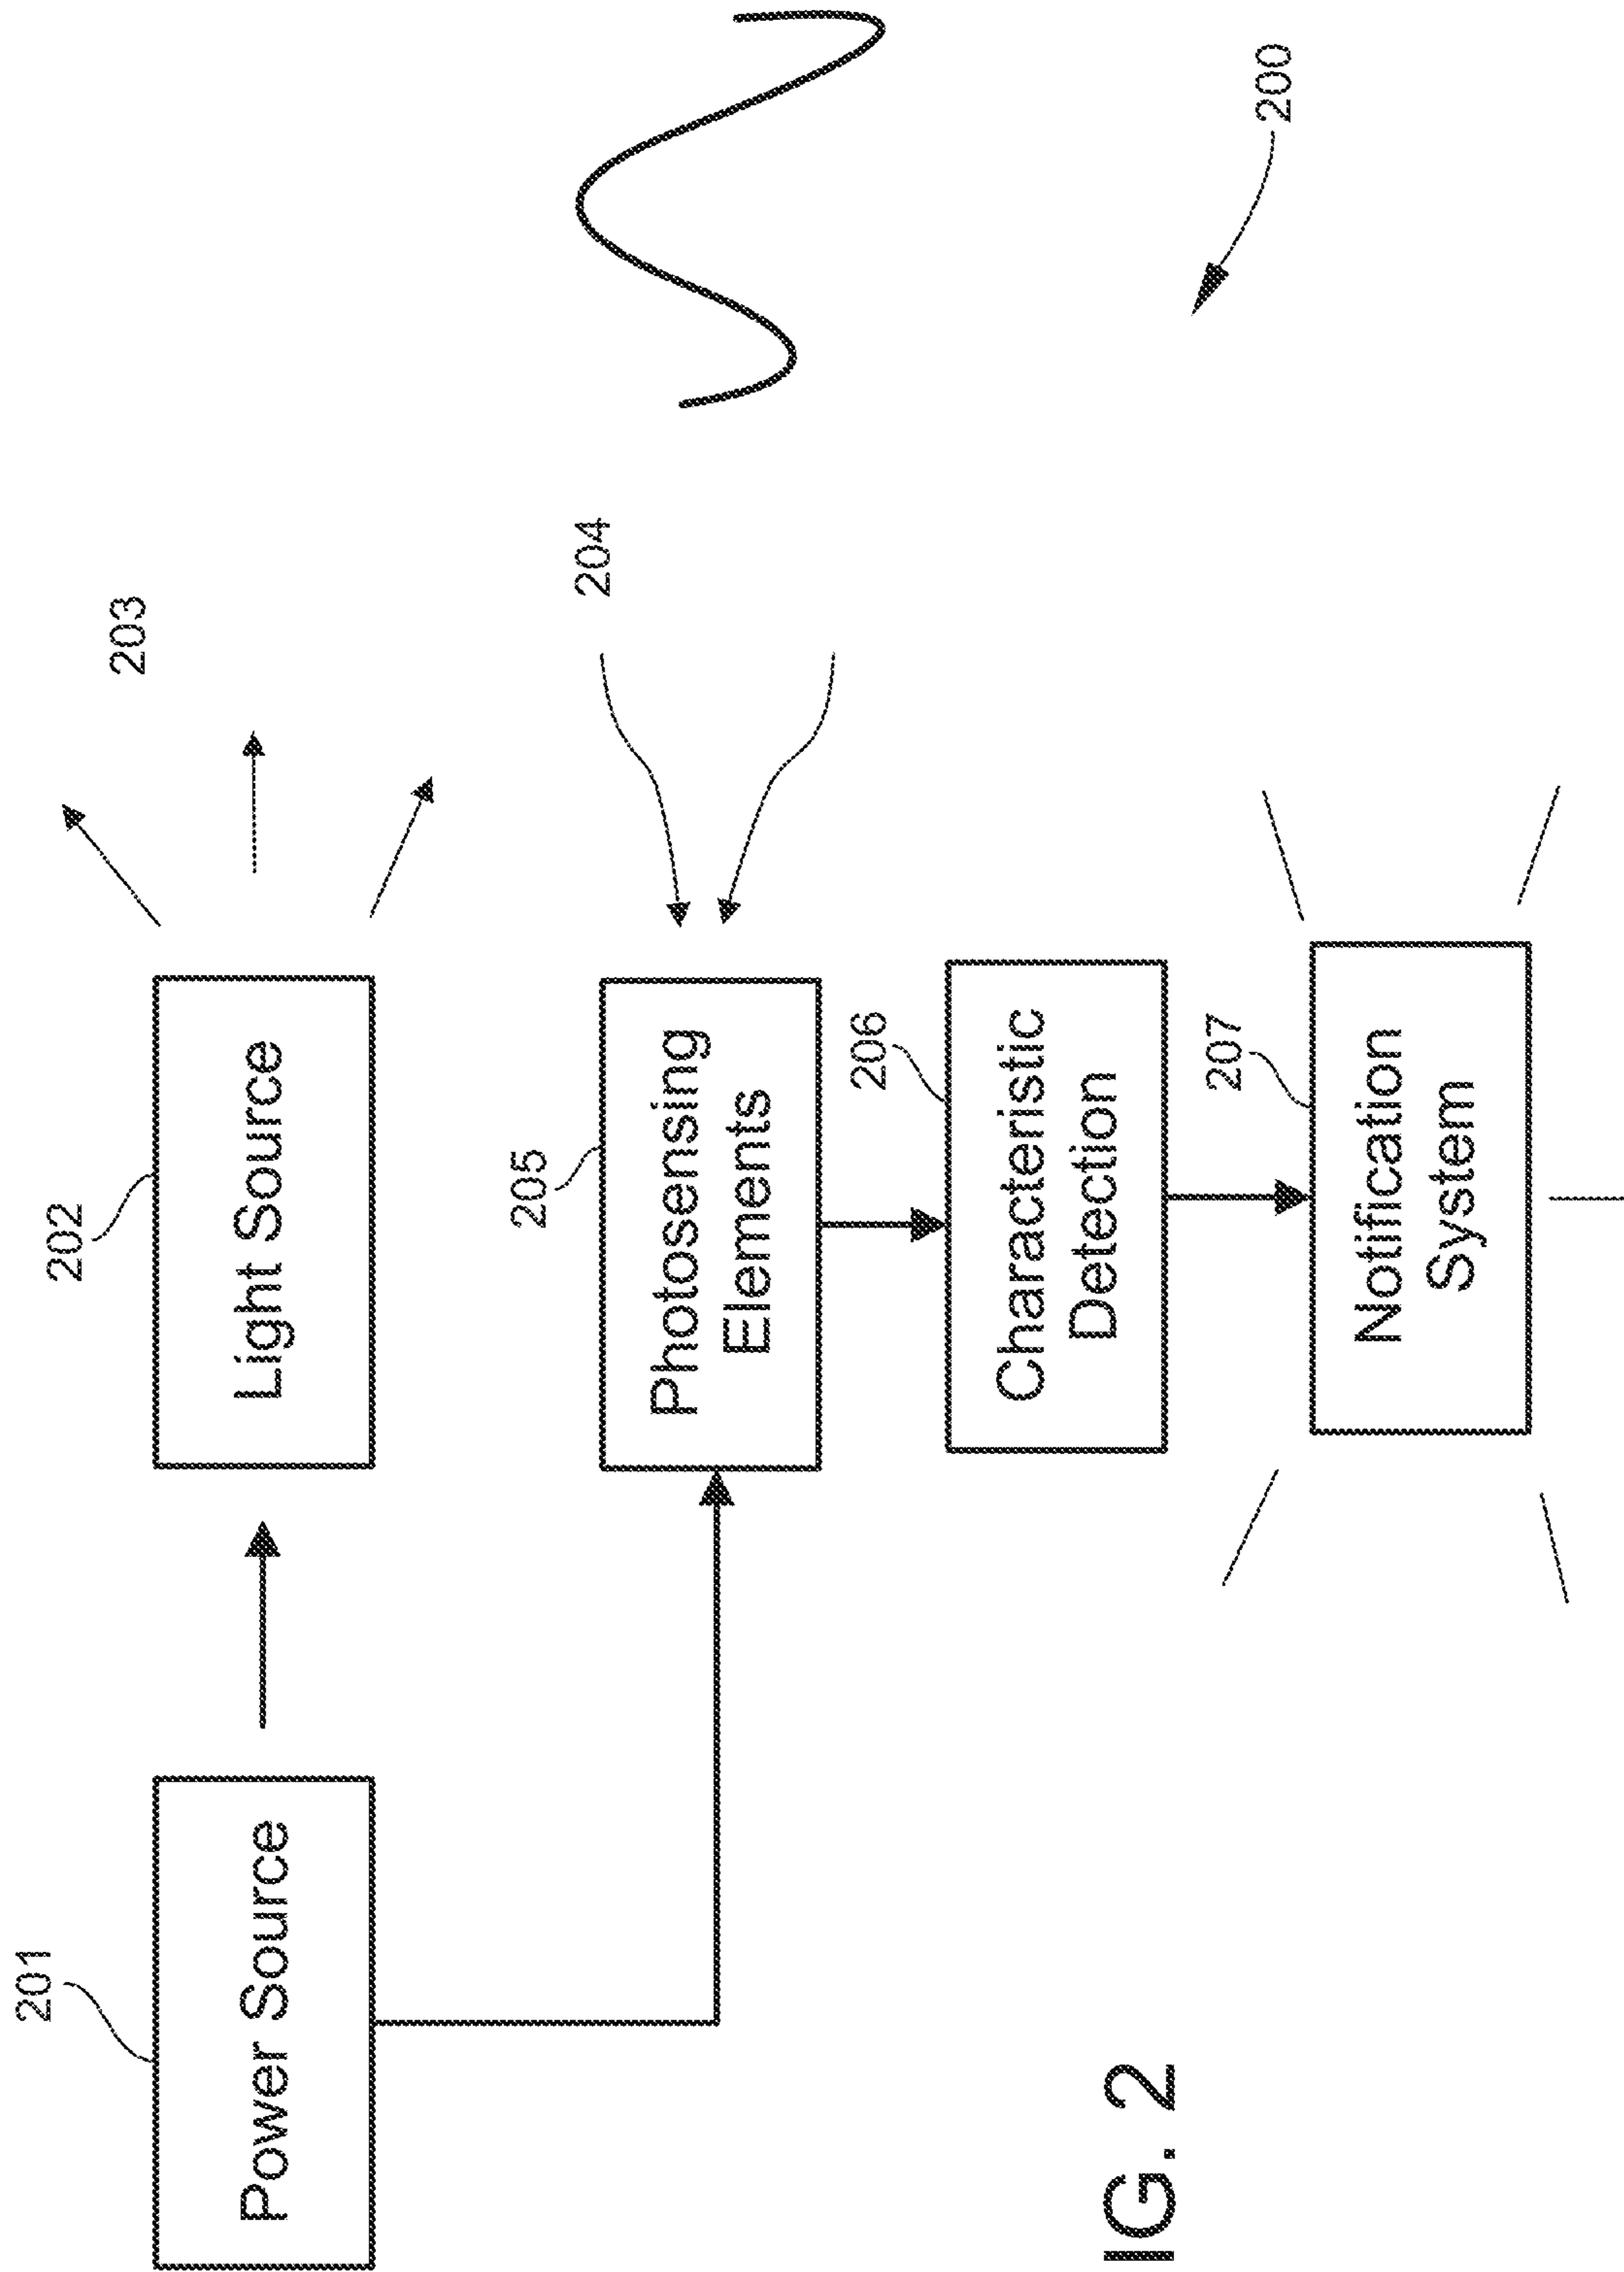 201
Power Source
202
Light Source
203
204
205
Photosensing
Elements
206
Characteristic
Detection
207
Notification
System
200
IG. 2